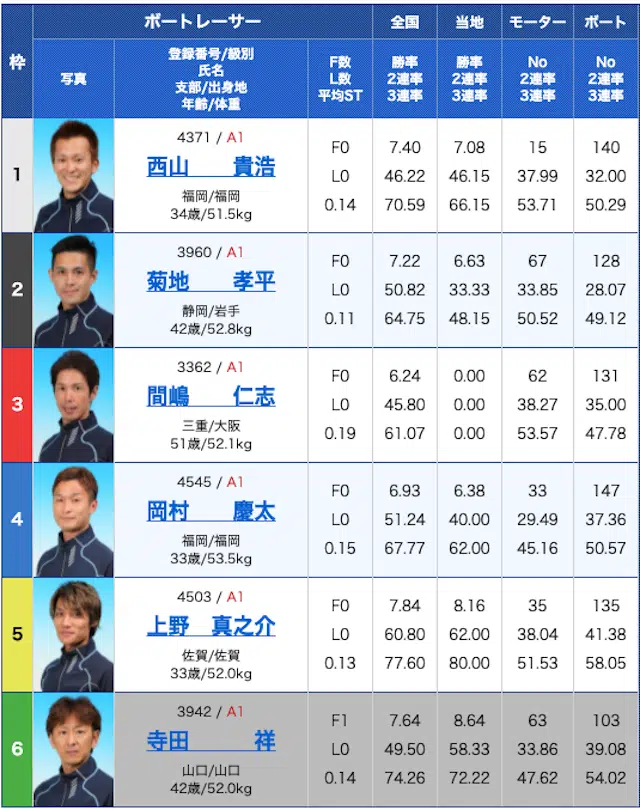 枠 ボートレーサー 全国 当地 モーター ボート
写真
登録番号/級別
氏名
支部/出身地
年齢/体重
F数
L数
平均ST
勝率
2連率
3連率
勝率
2連率
3連率
No
2連率
3連率
No
2連率
3連率
1
4371 / A1
西山 貴浩
福岡/福岡
34歳/51.5kg
F0 7.40 7.08 15 140
L0 46.22 46.15 37.99 32.00
0.14 70.59 66.15 53.71 50.29
2
3960 / A1
菊地 孝平
静岡/岩手
42歳/52.8kg
F0 7.22 6.63 67 128
L0 50.82 33.33 33.85 28.07
0.11 64.75 48.15 50.52 49.12
3
3362 / A1
間嶋 仁志
三重/大阪
51歳/52.1kg
F0 6.24 0.00 62 131
L0 45.80 0.00 38.27 35.00
0.19 61.07 0.00 53.57 47.78
4
4545 / A1
岡村 慶太
福岡/福岡
33歳/53.5kg
F0 6.93 6.38 33 147
L0 51.24 40.00 29.49 37.36
0.15 67.77 62.00 45.16 50.57
5
4503 / A1
上野 真之介
佐賀/佐賀
33歳/52.0kg
F0 7.84 8.16 35 135
L0 60.80 62.00 38.04 41.38
0.13 77.60 80.00 51.53 58.05
6
3942 / A1
寺田 祥
山口/山口
42歳/52.0kg
F1 7.64 8.64 63 103
L0 49.50 58.33 33.86 39.08
0.14 74.26 72.22 47.62 54.02